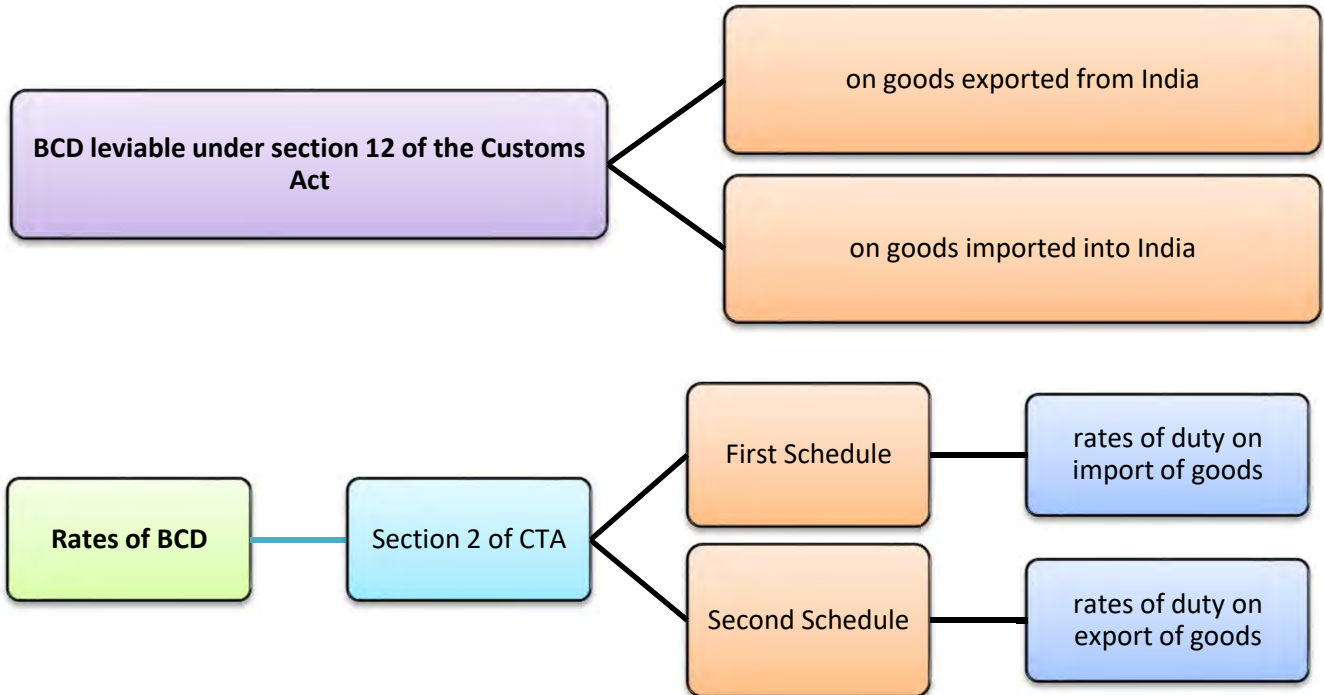 on goods exported from India
BCD leviable under section 12 of the Customs
Act
on goods imported into India
First Schedule
rates of duty on
import of goods
Rates of BCD
Section 2 of CTA
Second Schedule
rates of duty on
export of goods